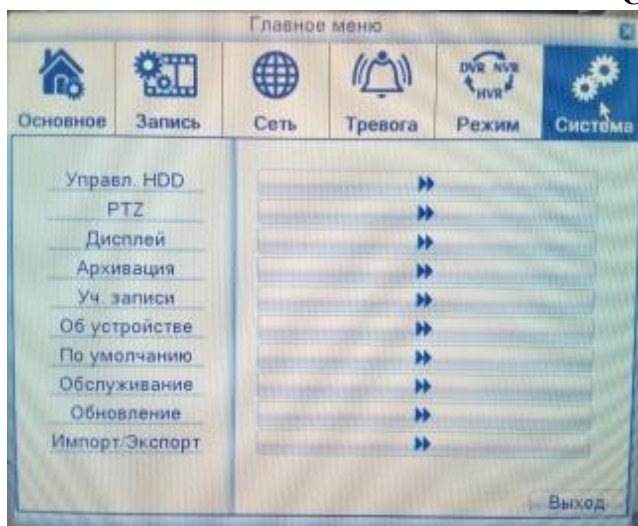 Главное меню
Основное
Запись
Сеть
Тревога
DVR NVR
HVR
Режим
Система
Управл. HDD
PTZ
Дисплей
Архивация
Уч. записи
Об устройстве
По умолчанию
Обслуживание
Обновление
Импорт/Экспорт
Выход